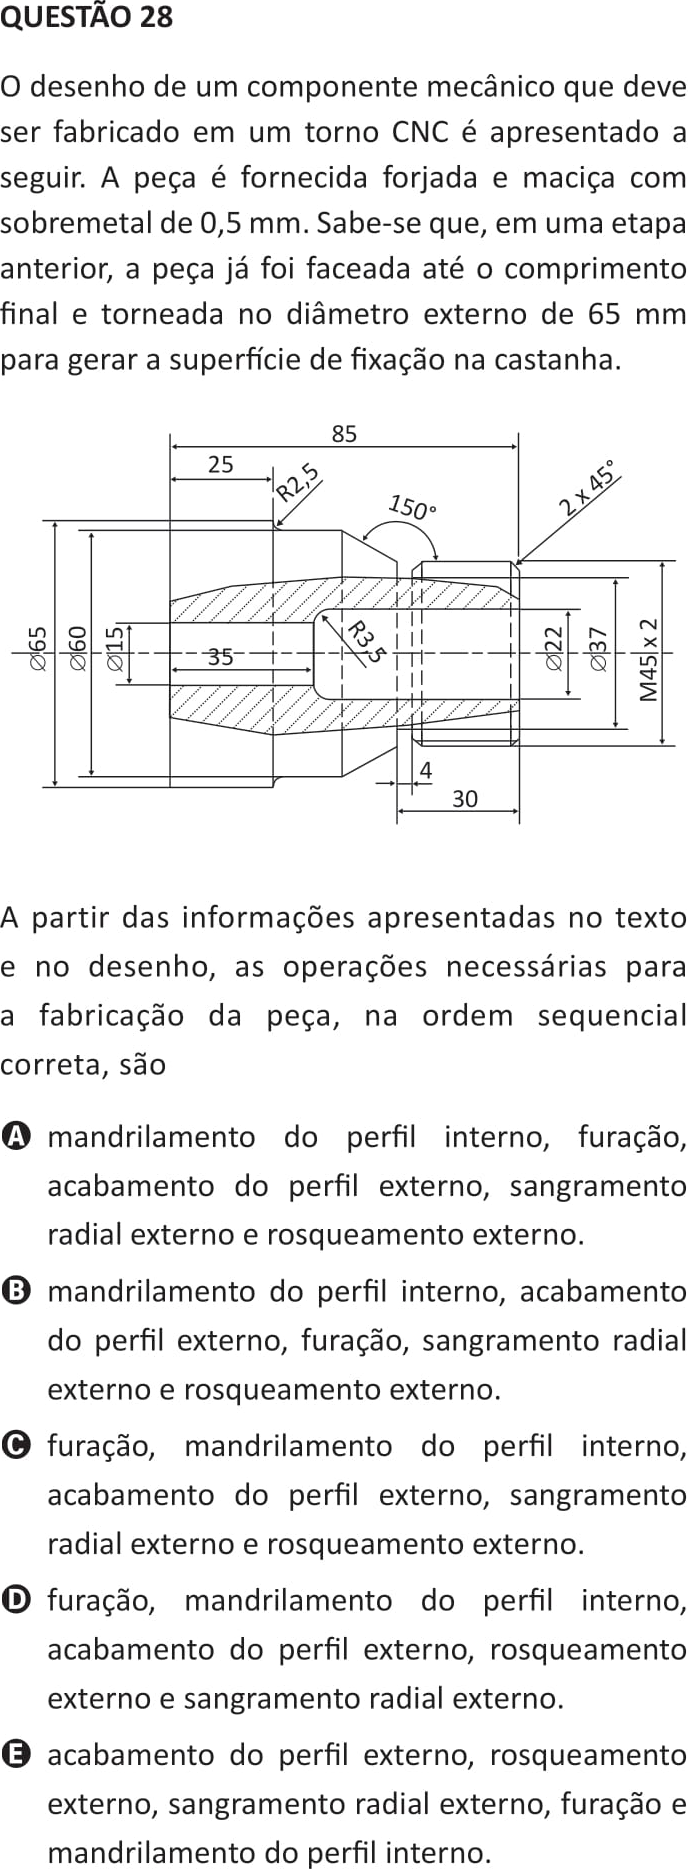 QUESTÃO 28
O desenho de um componente mecânico que deve
ser fabricado em um torno CNC é apresentado a
seguir. A peça é fornecida forjada e maciça com
sobremetal de 0,5 mm. Sabe-se que, em uma etapa
anterior, a peça já foi faceada até o comprimento
final e torneada no diâmetro externo de 65 mm
para gerar a superfície de fixação na castanha.
85
25
R2,5
150°
2 x 45°
⌀65
⌀60
⌀15
35
R3,5
⌀22
⌀37
M45 x 2
4
30
A partir das informações apresentadas no texto
e no desenho, as operações necessárias para
a fabricação da peça, na ordem sequencial
correta, são
A mandrilamento do perfil interno, furação,
acabamento do perfil externo, sangramento
radial externo e rosqueamento externo.
B mandrilamento do perfil interno, acabamento
do perfil externo, furação, sangramento radial
externo e rosqueamento externo.
C furação, mandrilamento do perfil interno,
acabamento do perfil externo, sangramento
radial externo e rosqueamento externo.
D furação, mandrilamento do perfil interno,
acabamento do perfil externo, rosqueamento
externo e sangramento radial externo.
E acabamento do perfil externo, rosqueamento
externo, sangramento radial externo, furação e
mandrilamento do perfil interno.